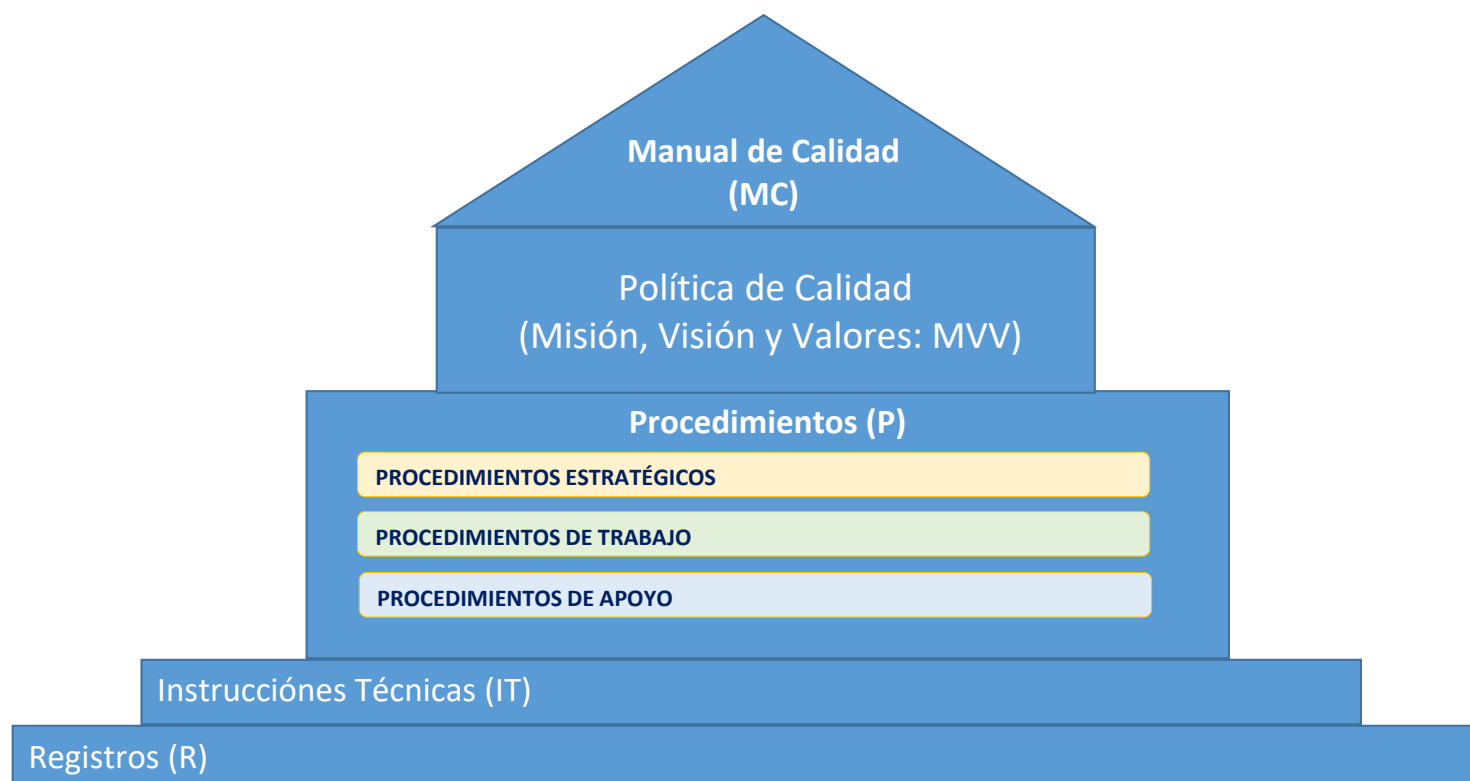 Manual de Calidad
(MC)
Política de Calidad
(Misión, Visión y Valores: MVV)
Procedimientos (P)
PROCEDIMIENTOS ESTRATÉGICOS
PROCEDIMIENTOS DE TRABAJO
PROCEDIMIENTOS DE APOYO
Instrucciónes Técnicas (IT)
Registros (R)